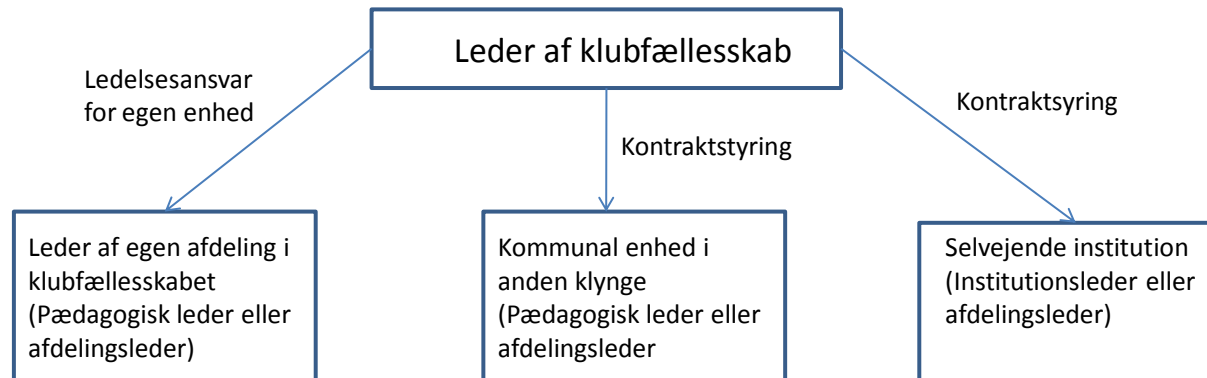 Leder af klubfællesskab
Ledelsesansvar
for egen enhed
Kontraktstyring
Kontraktsyring
Leder af egen afdeling i
klubfællesskabet
(Pædagogisk leder eller
afdelingsleder)
Kommunal enhed i
anden klynge
(Pædagogisk leder eller
afdelingsleder
Selvejende institution
(Institutionsleder eller
afdelingsleder)